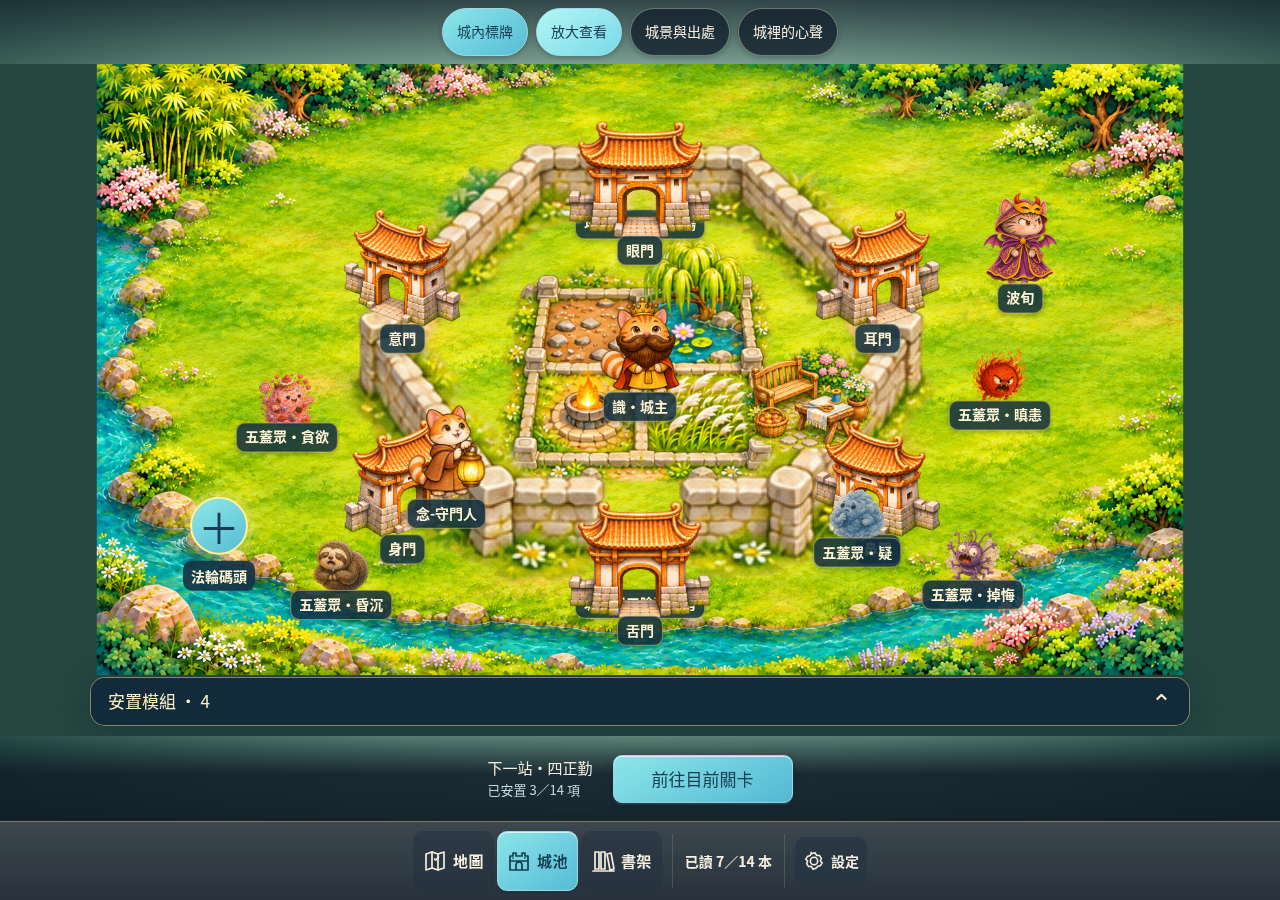 城內標牌
放大查看
城景與出處
城裡的心聲
眼門
意門
耳門
波旬
識・城主
五蓋眾・貪欲
五蓋眾・瞋恚
念-守門人
身門
五蓋眾・疑
法輪碼頭
五蓋眾・昏沉
五蓋眾・掉悔
舌門
安置模組 ・ 4
下一站・四正勤
已安置 3／14 項
前往目前關卡
地圖
城池
書架
已讀 7／14 本
設定